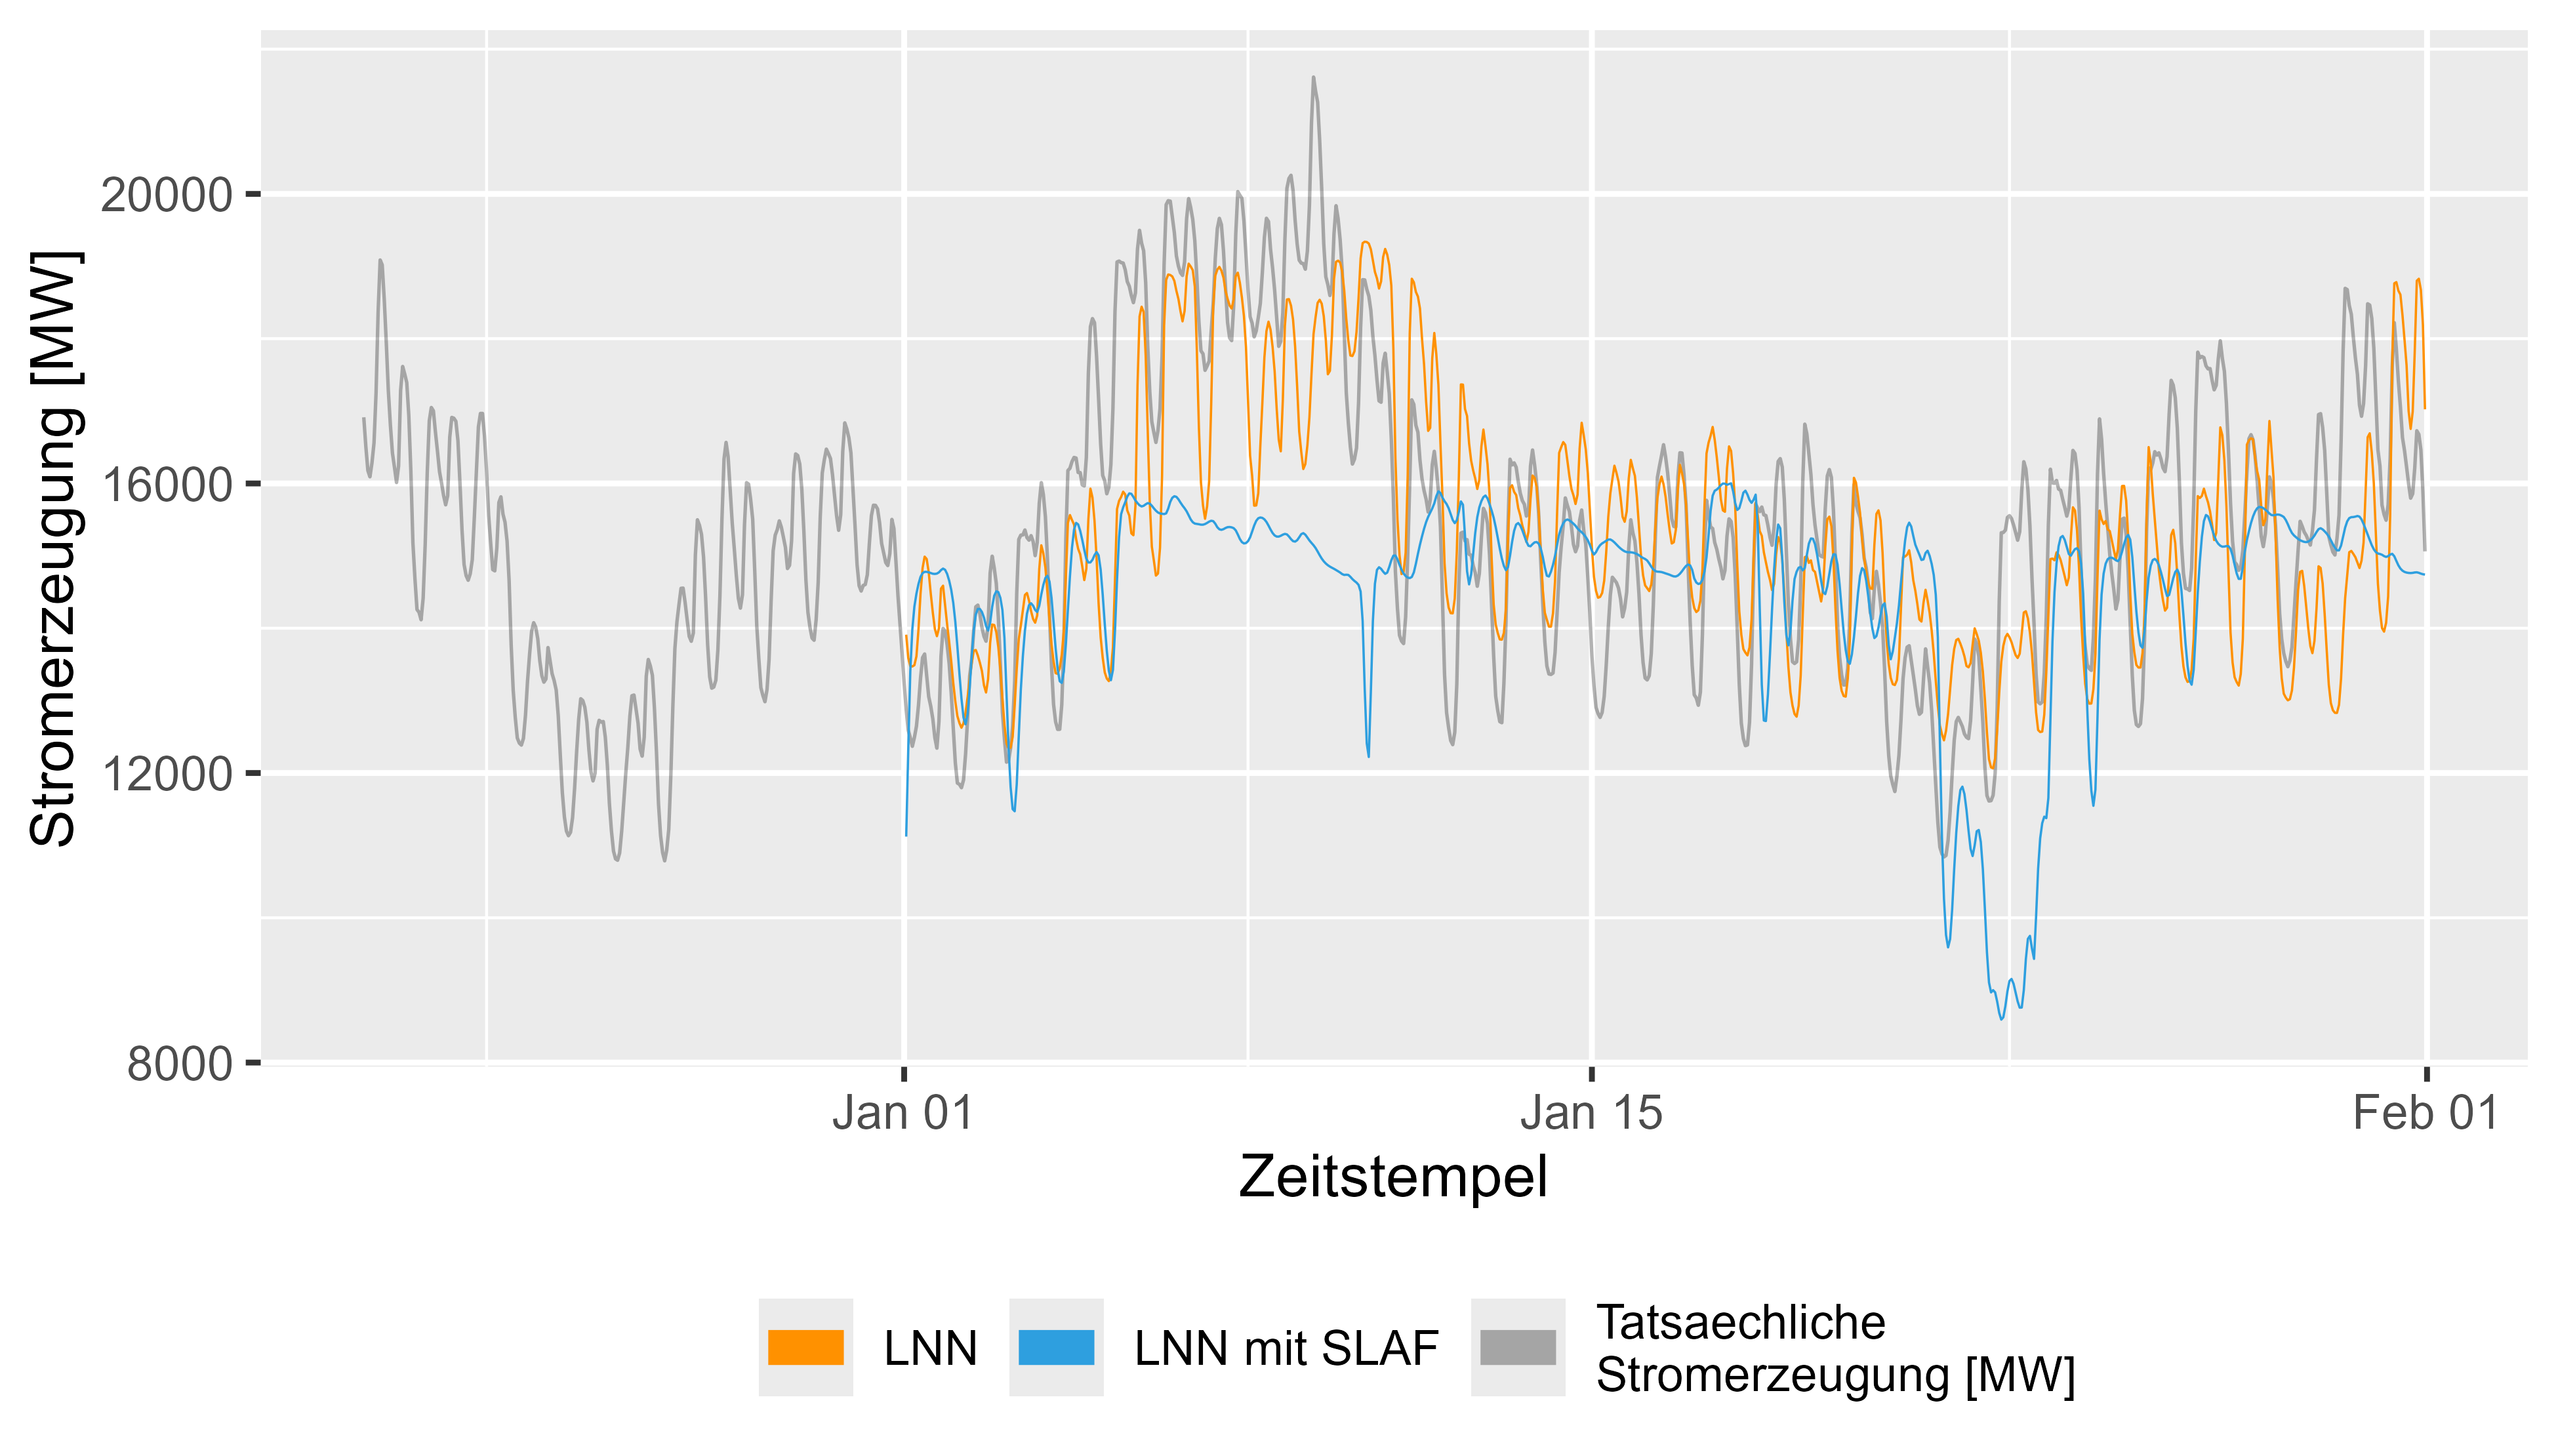 Stromerzeugung [MW]
20000
16000
12000
8000
Jan 01
Jan 15
Feb 01
Zeitstempel
LNN
LNN mit SLAF
Tatsaechliche
Stromerzeugung [MW]